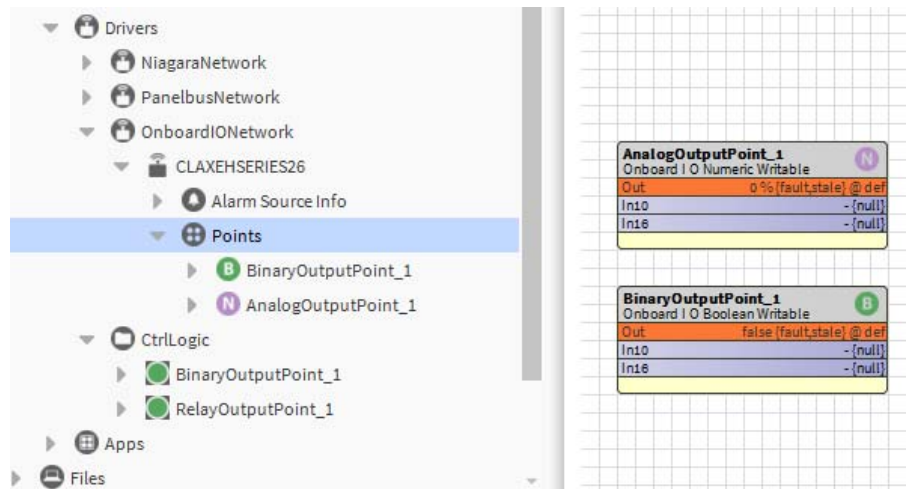 Drivers
NiagaraNetwork
PanelbusNetwork
OnboardIONetwork
CLAXEHSERIES26
Alarm Source Info
Points
B BinaryOutputPoint_1
N AnalogOutputPoint_1
CtrlLogic
BinaryOutputPoint_1
RelayOutputPoint_1
Apps
Files
AnalogOutputPoint_1 N
Onboard I O Numeric Writable
Out 0 % {fault,stale} @ def
In10 - {null}
In16 - {null}
BinaryOutputPoint_1 B
Onboard I O Boolean Writable
Out false {fault,stale} @ def
In10 - {null}
In16 - {null}